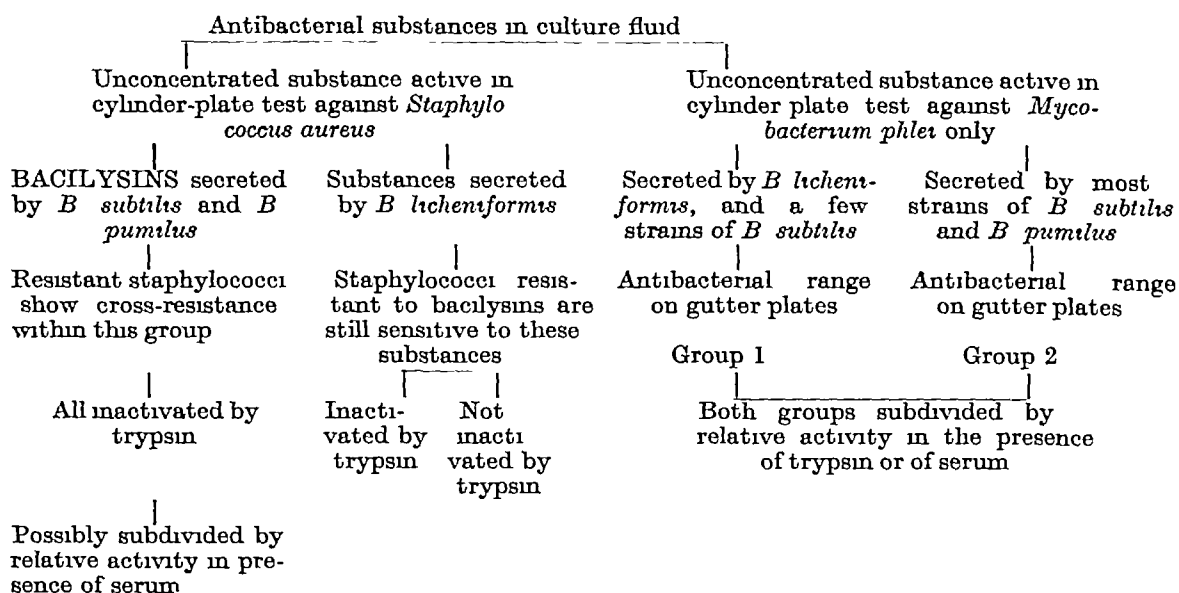 Antibacterial substances in culture fluid
Unconcentrated substance active in
cylinder-plate test against Staphylo
coccus aureus
Unconcentrated substance active in
cylinder plate test against Myco-
bacterium phlei only
BACILYSINS secreted
by B subtilis and B
pumilus
Substances secreted
by B licheniformis
Secreted by B licheni-
formis, and a few
strains of B subtilis
Secreted by most
strains of B subtilis
and B pumilus
Resistant staphylococci
show cross-resistance
within this group
Staphylococci resis-
tant to bacilysins are
still sensitive to these
substances
Antibacterial range
on gutter plates
Antibacterial range
on gutter plates
Group 1
Group 2
All inactivated by
trypsin
Inacti-
vated by
trypsin
Not
inacti
vated by
trypsin
Both groups subdivided by
relative activity in the presence
of trypsin or of serum
Possibly subdivided by
relative activity in pre-
sence of serum